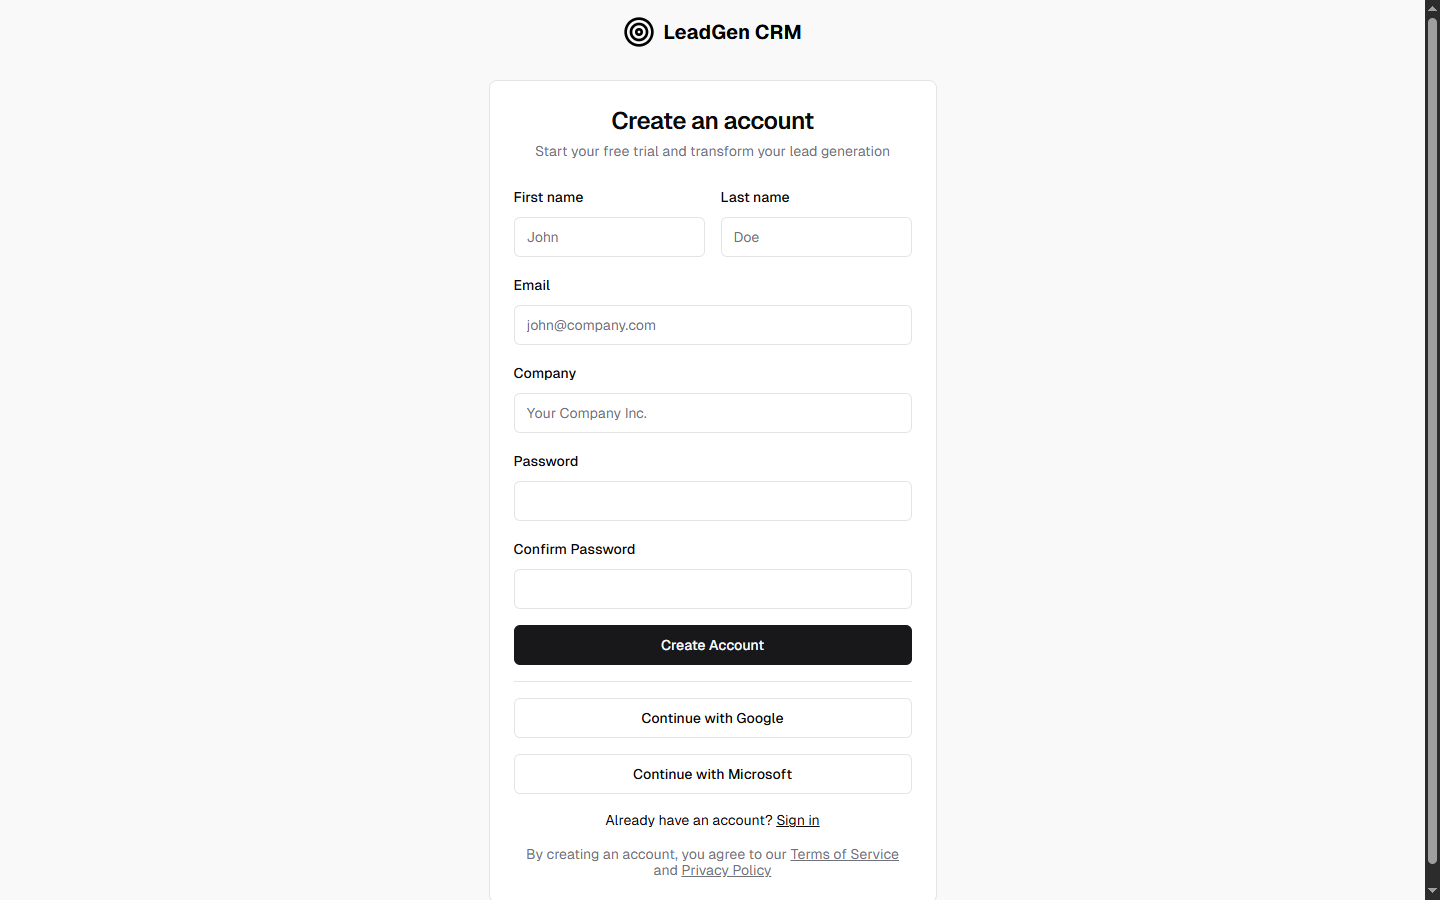 LeadGen CRM
Create an account
Start your free trial and transform your lead generation
First name
Last name
John
Doe
Email
john@company.com
Company
Your Company Inc.
Password
Confirm Password
Create Account
Continue with Google
Continue with Microsoft
Already have an account? Sign in
By creating an account, you agree to our Terms of Service
and Privacy Policy